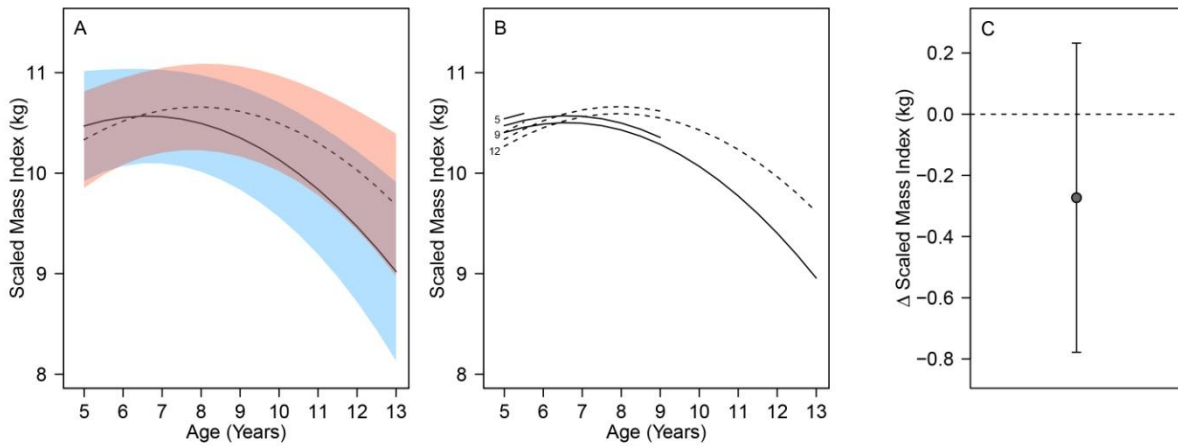 A
Scaled Mass Index (kg)
11
10
9
8
5 6 7 8 9 10 11 12 13
Age (Years)
B
Scaled Mass Index (kg)
11
10
9
8
5
9
12
5 6 7 8 9 10 11 12 13
Age (Years)
C
Δ Scaled Mass Index (kg)
0.2
0.0
−0.2
−0.4
−0.6
−0.8